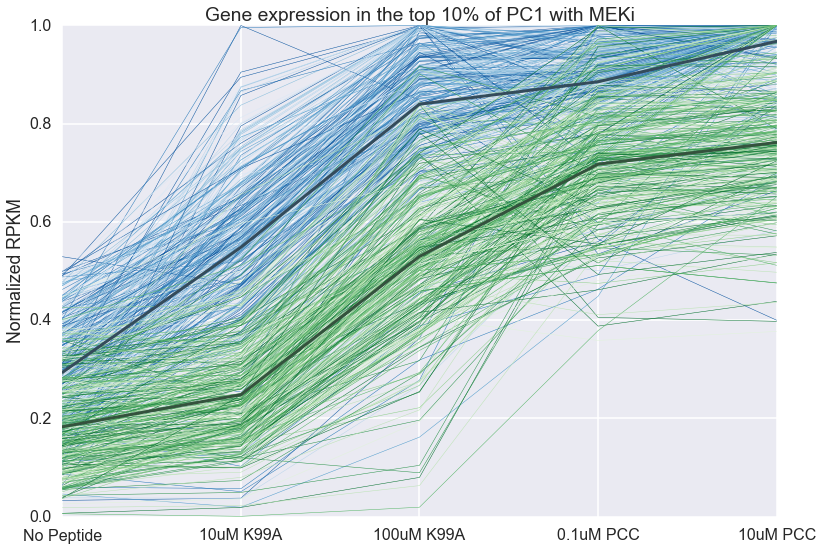 Gene expression in the top 10% of PC1 with MEKi
1.0
0.8
0.6
0.4
0.2
0.0
Normalized RPKM
No Peptide
10uM K99A
100uM K99A
0.1uM PCC
10uM PCC